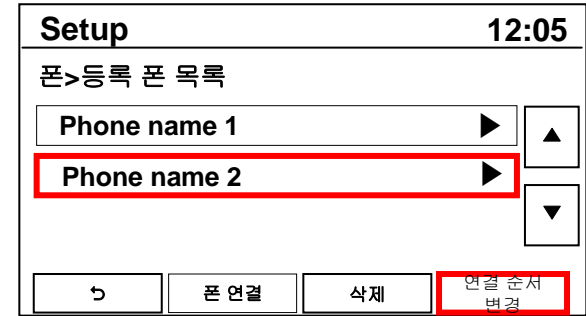 Setup 12:05
폰>등록 폰 목록
Phone name 1 ▶
▲
Phone name 2 ▶
▼
폰 연결 삭제 연결 순서
변경